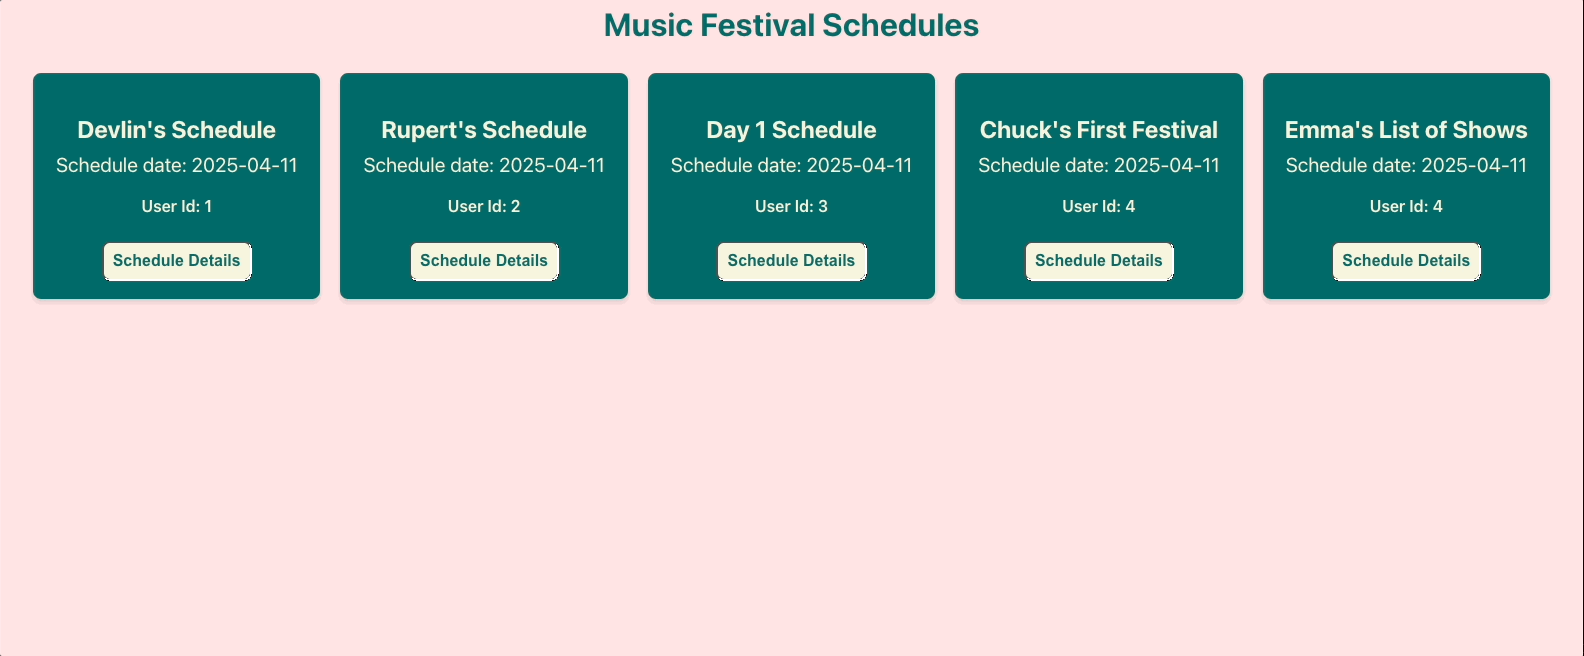 Music Festival Schedules
Devlin's Schedule
Schedule date: 2025-04-11
User Id: 1
Schedule Details
Rupert's Schedule
Schedule date: 2025-04-11
User Id: 2
Schedule Details
Day 1 Schedule
Schedule date: 2025-04-11
User Id: 3
Schedule Details
Chuck's First Festival
Schedule date: 2025-04-11
User Id: 4
Schedule Details
Emma's List of Shows
Schedule date: 2025-04-11
User Id: 4
Schedule Details